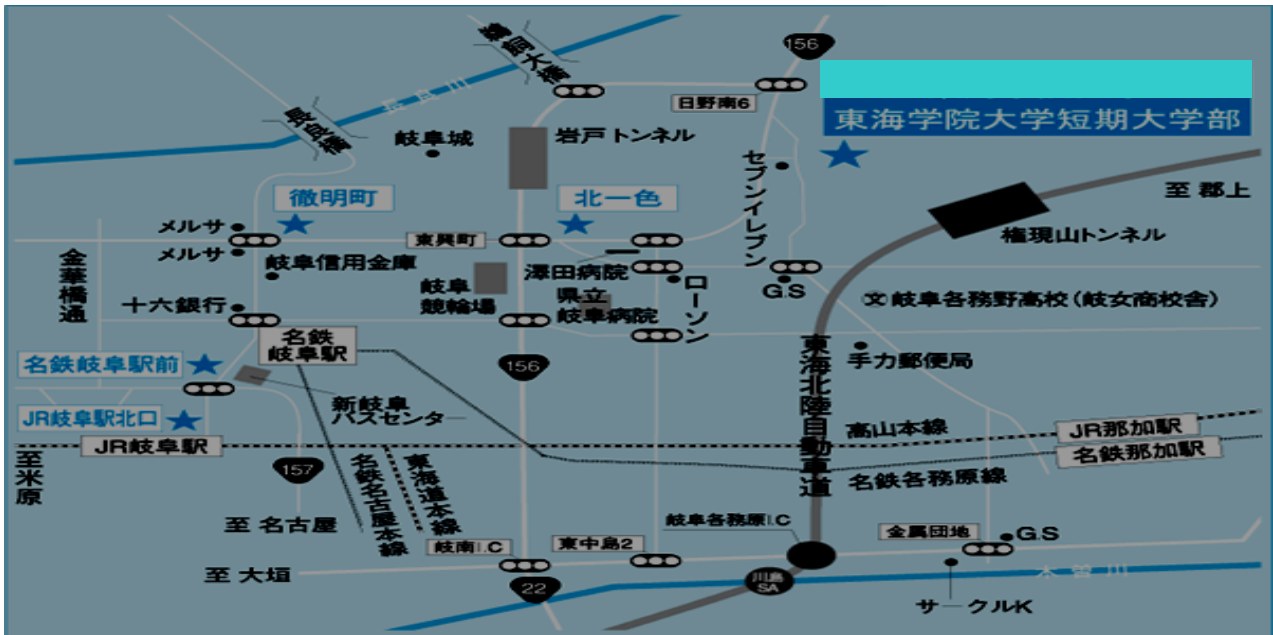 鵜飼大橋
156
長良川
日野南6
東海学院大学短期大学部
長良橋
岐阜城
岩戸トンネル
セブンイレブン
至 郡上
徹明町
北一色
メルサ
東興町
権現山トンネル
メルサ
金華橋通
岐阜信用金庫
澤田病院
岐阜
競輪場
県立
岐阜病院
ローソン
G.S
岐阜各務野高校(岐女商校舎)
文
十六銀行
名鉄
岐阜駅
名鉄岐阜駅前
156
東海北陸自動車道
手力郵便局
新岐阜
バスセンター
JR岐阜駅北口
JR岐阜駅
高山本線
JR那加駅
名鉄那加駅
至米原
157
名鉄名古屋本線
東海道本線
名鉄各務原線
至 名古屋
岐阜各務原I.C
岐南I.C
東中島2
金属団地
G.S
至 大垣
22
川島
SA
木曽川
サークルK